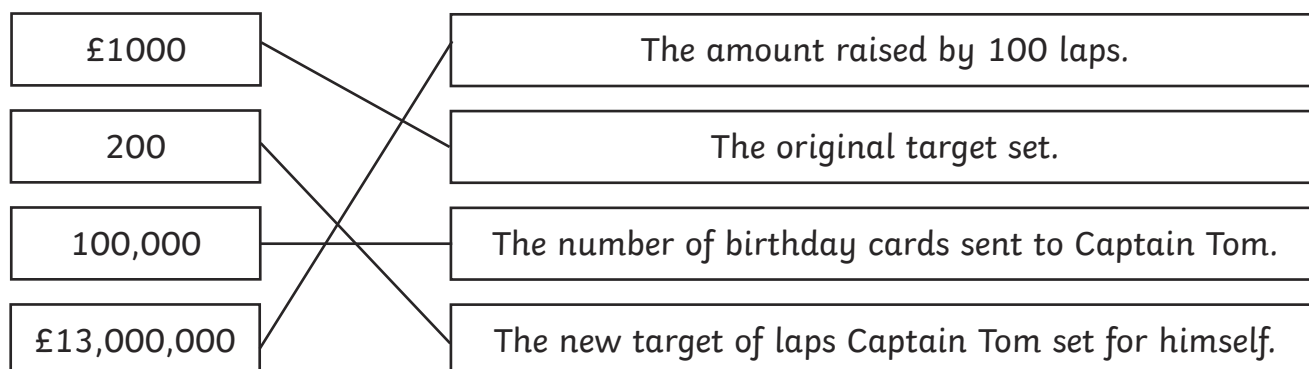 £1000
The amount raised by 100 laps.
200
The original target set.
100,000
The number of birthday cards sent to Captain Tom.
£13,000,000
The new target of laps Captain Tom set for himself.